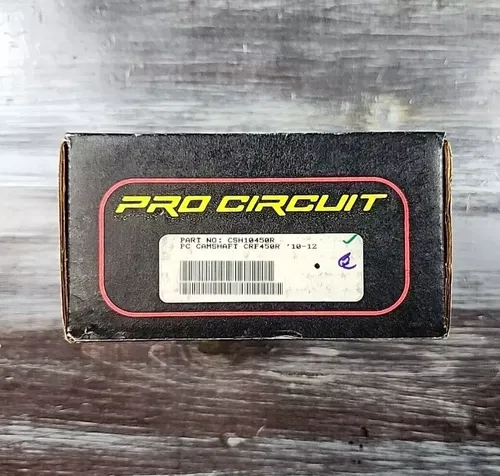 PRO CIRCUIT
PART NO: CSH10450R
PC CAMSHAFT CRF450R '10-12